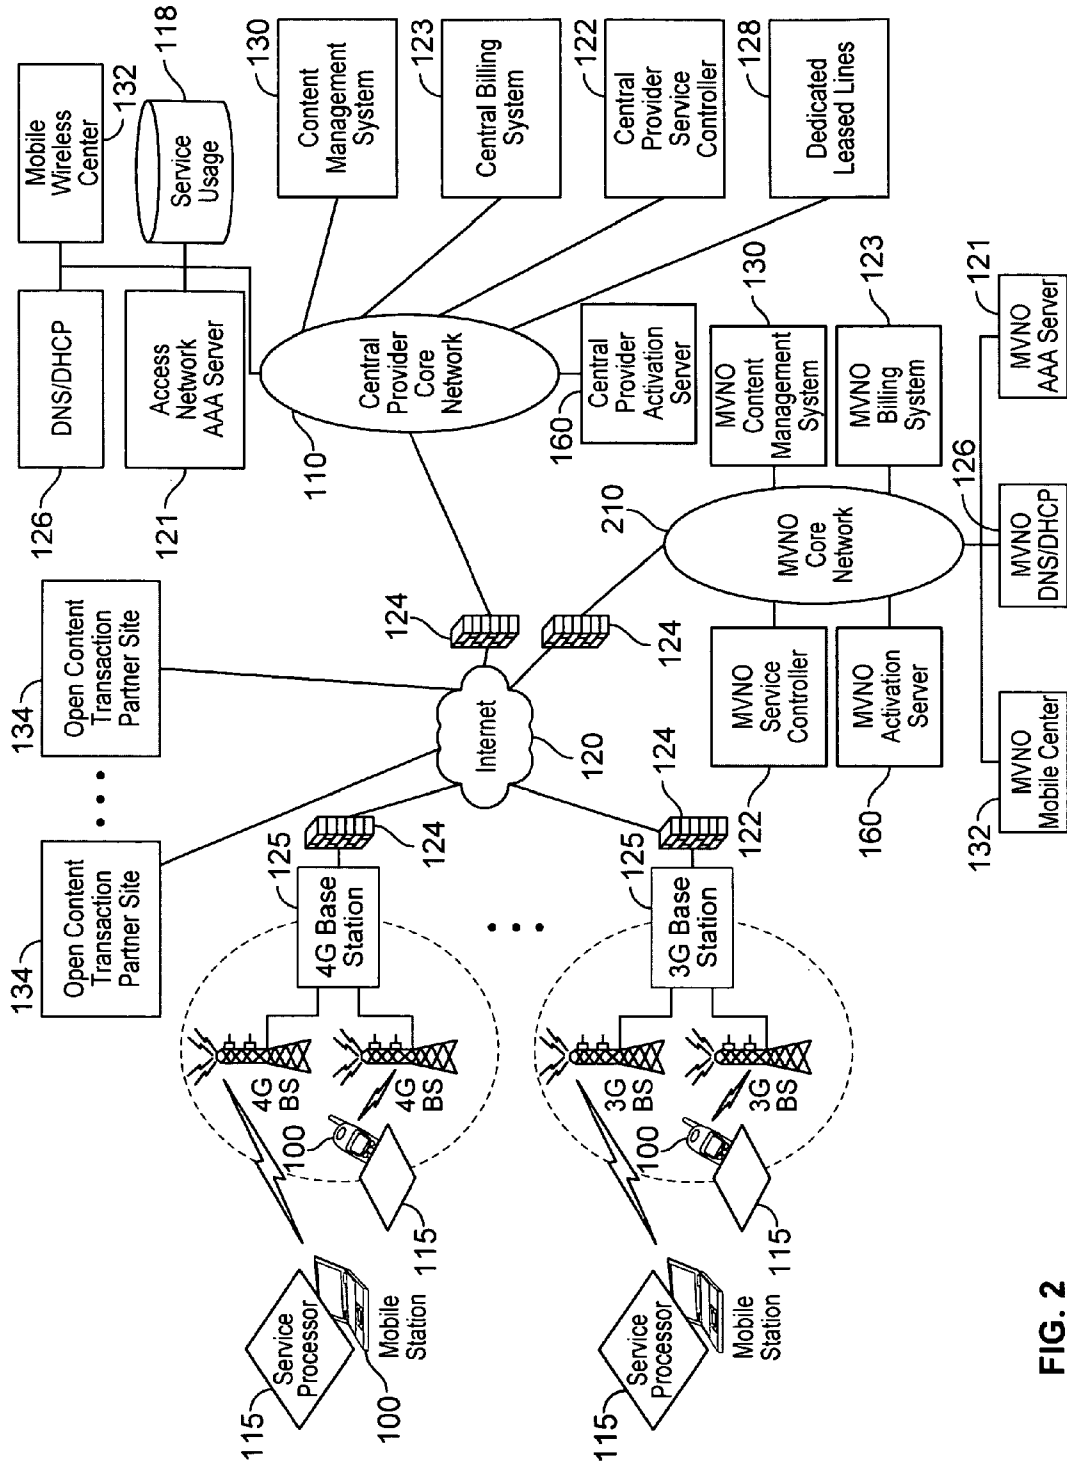 134
Open Content
Transaction
Partner Site
134
Open Content
Transaction
Partner Site
126
DNS/DHCP
Mobile
Wireless
Center
132
121
Access
Network
AAA Server
Service
Usage
118
110
Central
Provider
Core
Network
130
Content
Management
System
123
Central Billing
System
122
Central
Provider
Service
Controller
128
Dedicated
Leased Lines
160
Central
Provider
Activation
Server
115
Service
Processor
100
Mobile
Station
115
100
4G
BS
4G
BS
125
4G Base
Station
124
Internet
120
124
124
115
Service
Processor
Mobile
Station
115
100
3G
BS
3G
BS
125
3G Base
Station
124
210
MVNO
Core
Network
122
MVNO
Service
Controller
130
MVNO
Content
Management
System
160
MVNO
Activation
Server
123
MVNO
Billing
System
132
MVNO
Mobile Center
126
MVNO
DNS/DHCP
121
MVNO
AAA Server
FIG. 2